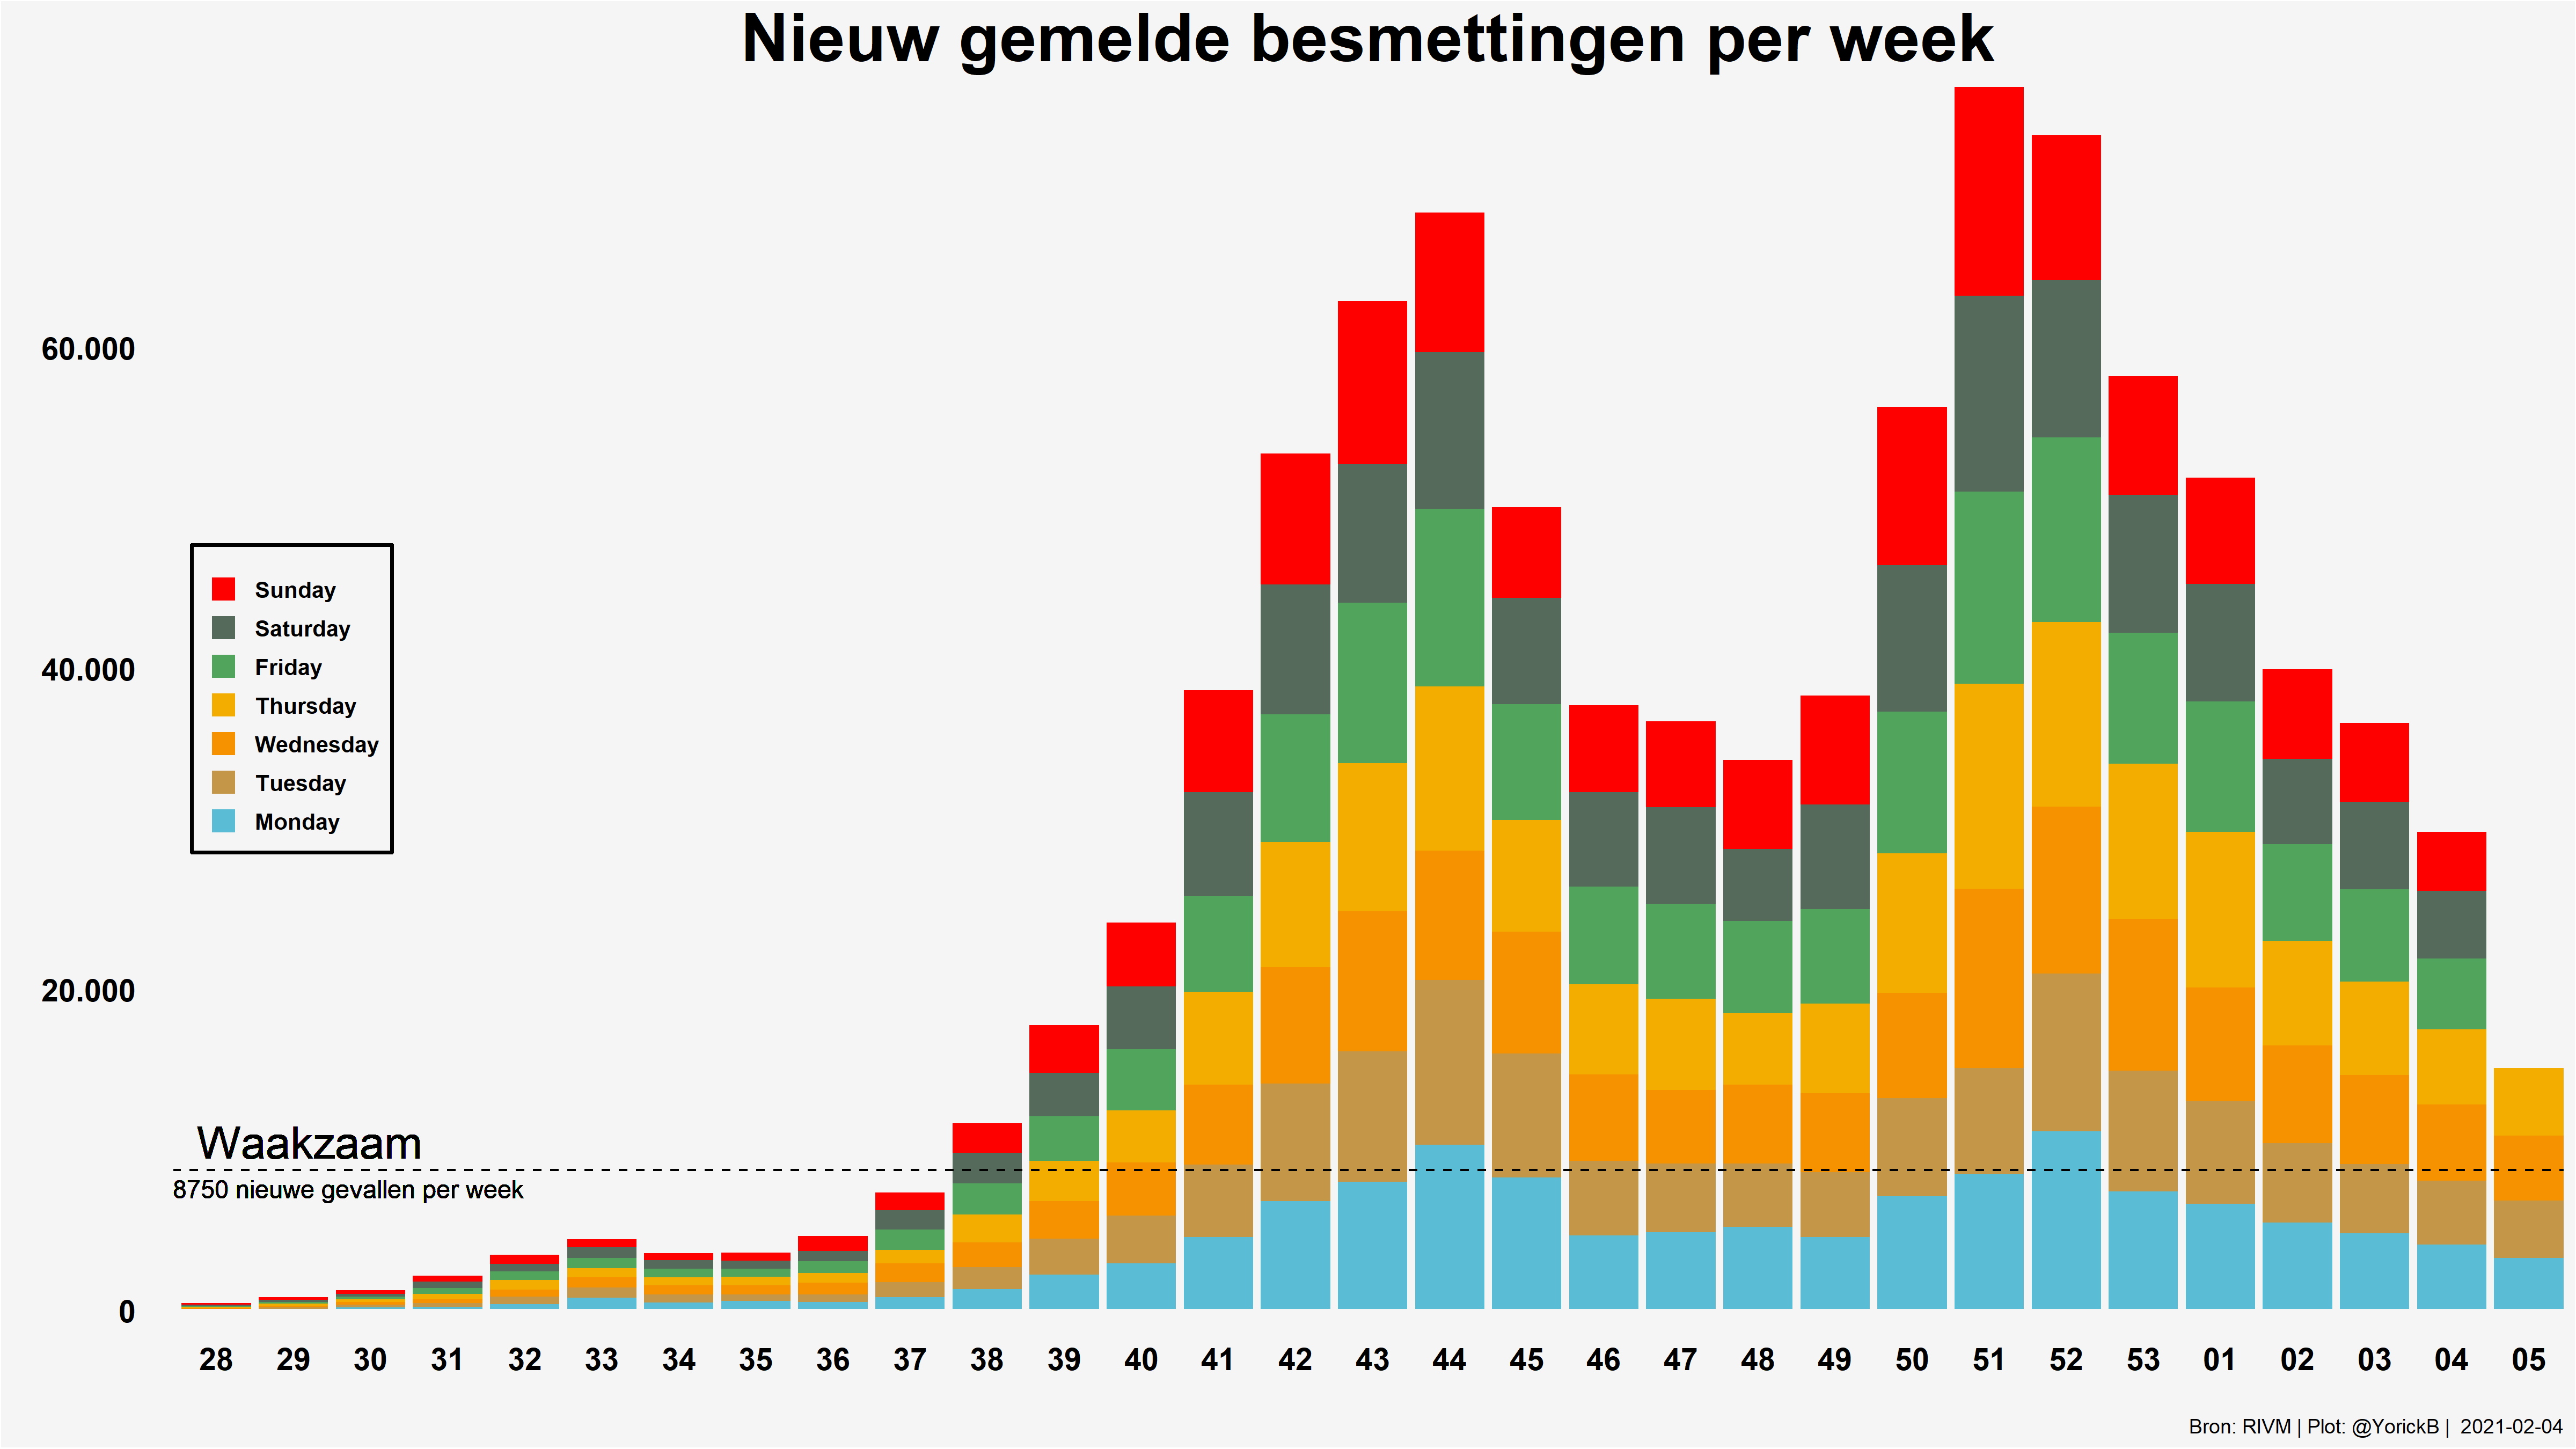 Nieuw gemelde besmettingen per week
60.000
40.000
20.000
0
Sunday
Saturday
Friday
Thursday
Wednesday
Tuesday
Monday
Waakzaam
8750 nieuwe gevallen per week
28 29 30 31 32 33 34 35 36 37 38 39 40 41 42 43 44 45 46 47 48 49 50 51 52 53 01 02 03 04 05
Bron: RIVM | Plot: @YorickB | 2021-02-04